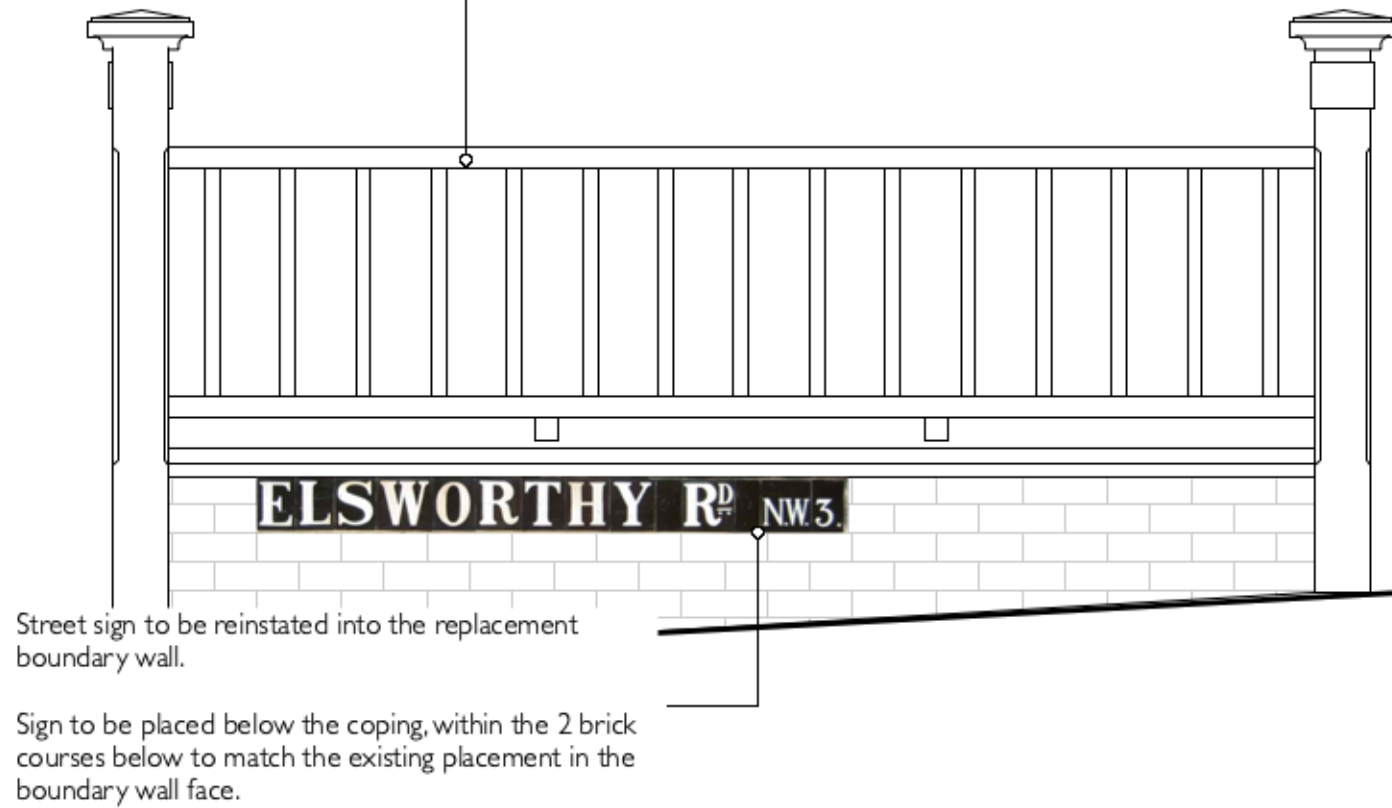 ELSWORTHY RD N.W. 3.
Street sign to be reinstated into the replacement
boundary wall.
Sign to be placed below the coping, within the 2 brick
courses below to match the existing placement in the
boundary wall face.